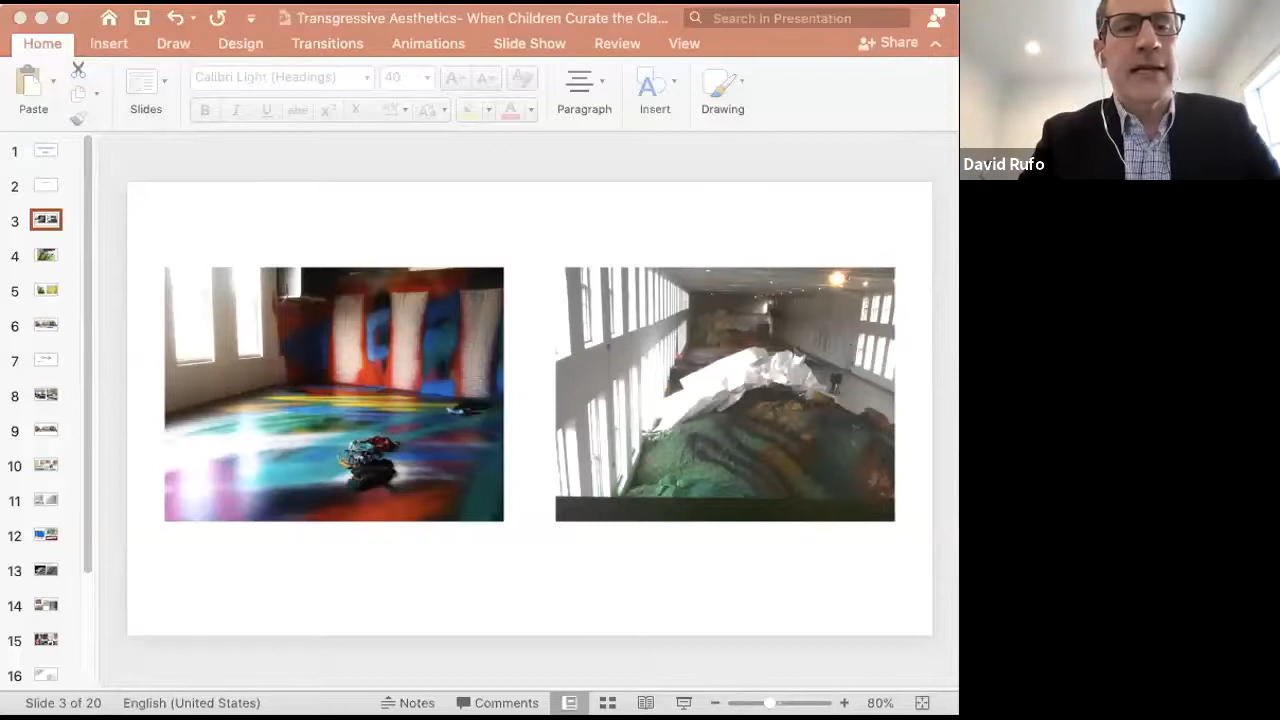 Transgressive Aesthetics- When Children Curate the Cla...
Search in Presentation
Home Insert Draw Design Transitions Animations Slide Show Review View Share
Calibri Light (Headings) 40
Paste Slides Paragraph Insert Drawing
David Rufo
1
2
3
4
5
6
7
8
9
10
11
12
13
14
15
16
Slide 3 of 20 English (United States) Notes Comments 80%